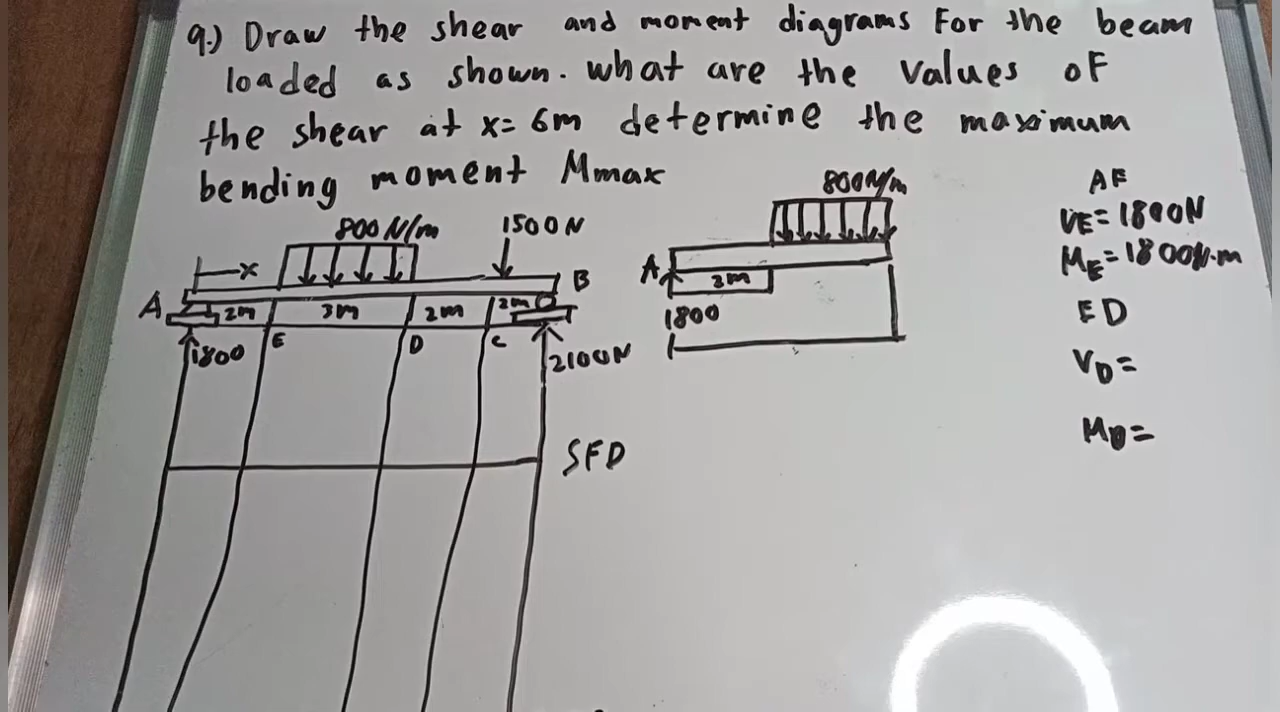 9.) Draw the shear and moment diagrams For the beam
loaded as shown. what are the values of
the shear at x= 6m determine the maximum
bending moment Mmax
800 N/m 1500 N
x
A B
2m 3m 2m 2m
E D C
1800 2100N
SFD
800N/m
A 2m
1800
AE
VE= 1800N
ME= 1800x N.m
ED
VD=
MD=